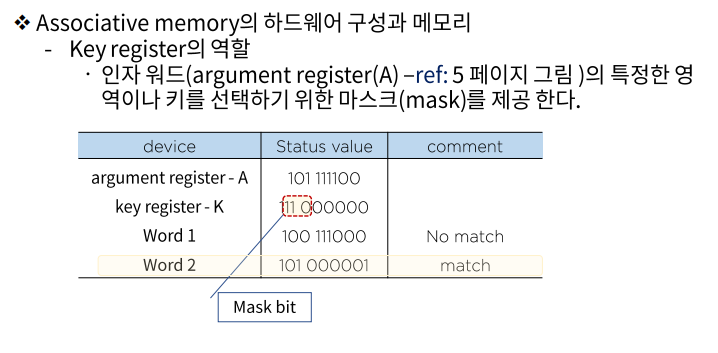 ❖ Associative memory의 하드웨어 구성과 메모리
- Key register의 역할
· 인자 워드(argument register(A) –ref: 5 페이지 그림 )의 특정한 영
역이나 키를 선택하기 위한 마스크(mask)를 제공 한다.
device Status value comment
argument register - A 101 111100
key register - K 111 000000
Word 1 100 111000 No match
Word 2 101 000001 match
Mask bit